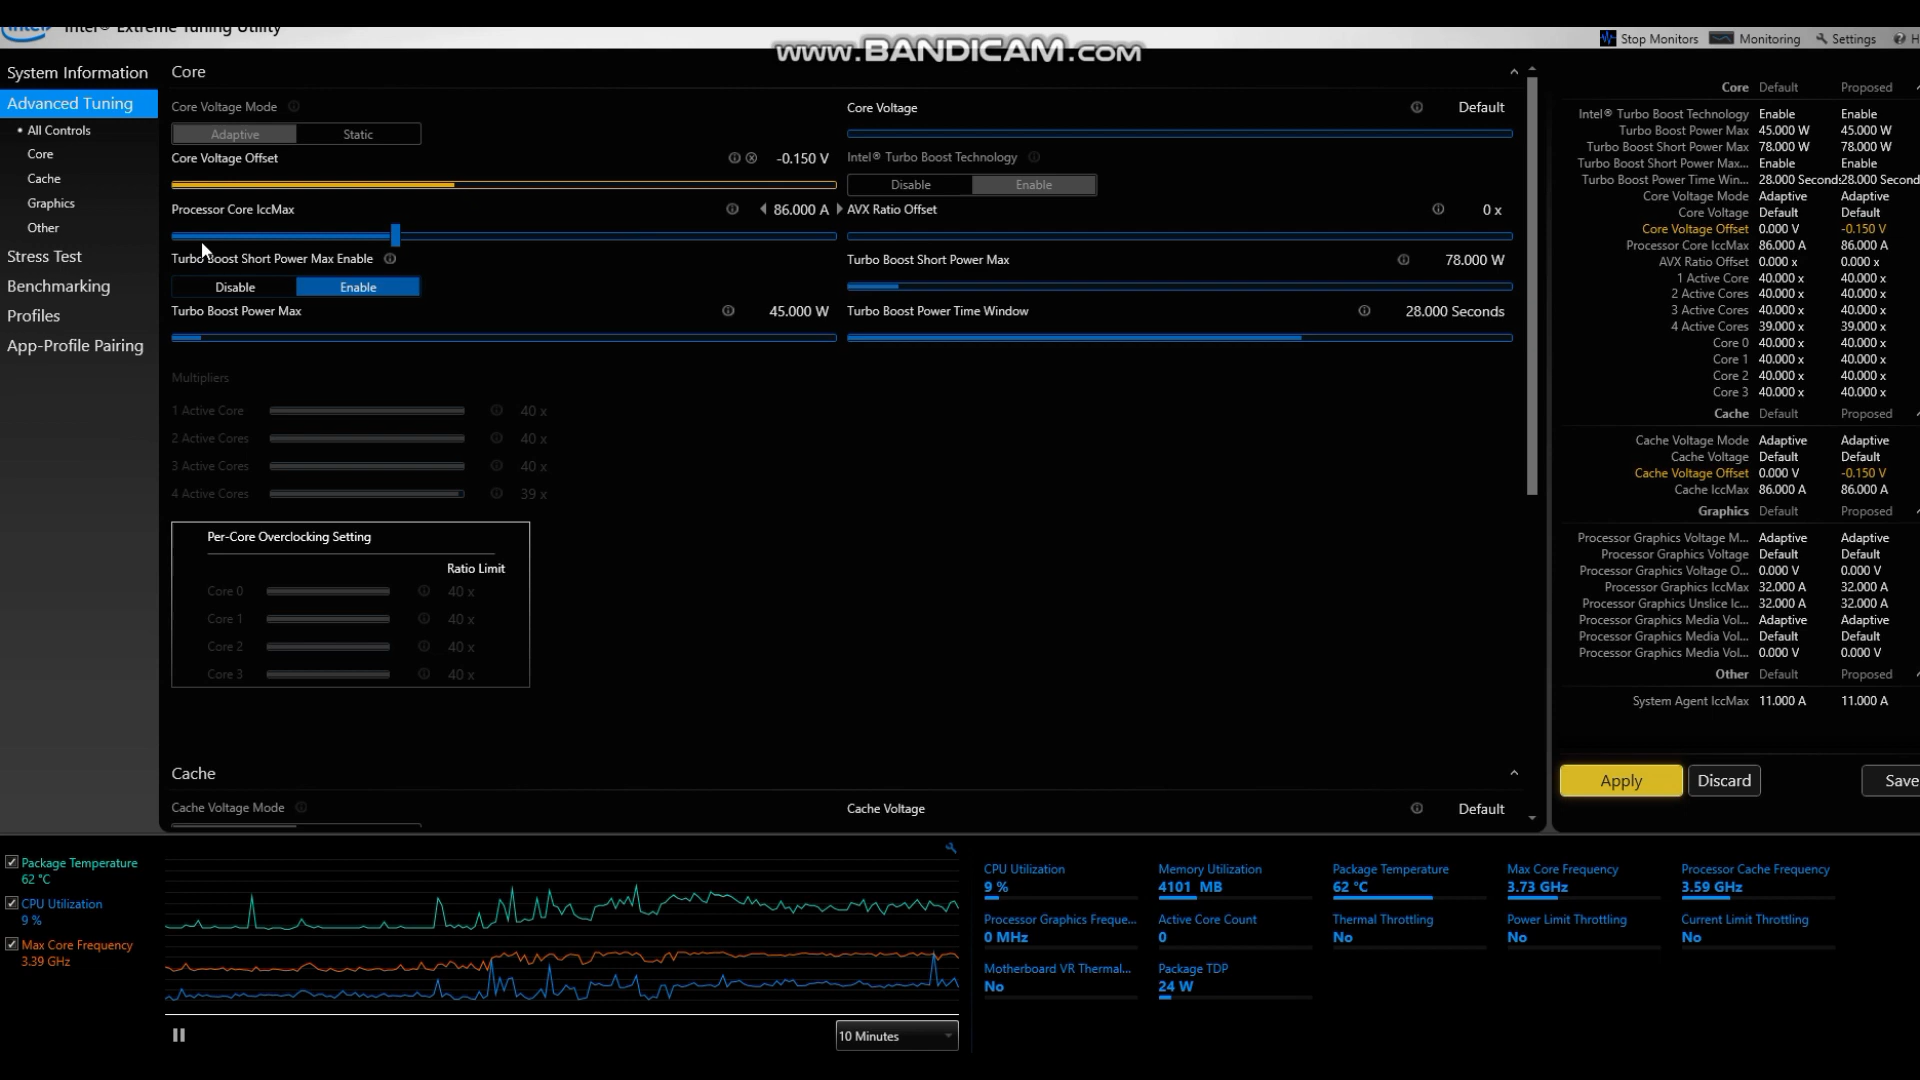 intel Intel® Extreme Tuning Utility
www.BANDICAM.com
Stop Monitors Monitoring Settings H
System Information
Advanced Tuning
• All Controls
Core
Cache
Graphics
Other
Stress Test
Benchmarking
Profiles
App-Profile Pairing
Core
Core Voltage Mode
Adaptive Static
Core Voltage Default
Core Voltage Offset -0.150 V
Intel® Turbo Boost Technology
Disable Enable
Processor Core IccMax 86.000 A
AVX Ratio Offset 0 x
Turbo Boost Short Power Max Enable
Disable Enable
Turbo Boost Short Power Max 78.000 W
Turbo Boost Power Max 45.000 W
Turbo Boost Power Time Window 28.000 Seconds
Multipliers
1 Active Core 40 x
2 Active Cores 40 x
3 Active Cores 40 x
4 Active Cores 39 x
Per-Core Overclocking Setting
Ratio Limit
Core 0 40 x
Core 1 40 x
Core 2 40 x
Core 3 40 x
Cache
Cache Voltage Mode
Cache Voltage Default
Core Default Proposed
Intel® Turbo Boost Technology Enable Enable
Turbo Boost Power Max 45.000 W 45.000 W
Turbo Boost Short Power Max 78.000 W 78.000 W
Turbo Boost Short Power Max... Enable Enable
Turbo Boost Power Time Win... 28.000 Seconds 28.000 Second
Core Voltage Mode Adaptive Adaptive
Core Voltage Default Default
Core Voltage Offset 0.000 V -0.150 V
Processor Core IccMax 86.000 A 86.000 A
AVX Ratio Offset 0.000 x 0.000 x
1 Active Core 40.000 x 40.000 x
2 Active Cores 40.000 x 40.000 x
3 Active Cores 40.000 x 40.000 x
4 Active Cores 39.000 x 39.000 x
Core 0 40.000 x 40.000 x
Core 1 40.000 x 40.000 x
Core 2 40.000 x 40.000 x
Core 3 40.000 x 40.000 x
Cache Default Proposed
Cache Voltage Mode Adaptive Adaptive
Cache Voltage Default Default
Cache Voltage Offset 0.000 V -0.150 V
Cache IccMax 86.000 A 86.000 A
Graphics Default Proposed
Processor Graphics Voltage M... Adaptive Adaptive
Processor Graphics Voltage Default Default
Processor Graphics Voltage O... 0.000 V 0.000 V
Processor Graphics IccMax 32.000 A 32.000 A
Processor Graphics Unslice Ic... 32.000 A 32.000 A
Processor Graphics Media Vol... Adaptive Adaptive
Processor Graphics Media Vol... Default Default
Processor Graphics Media Vol... 0.000 V 0.000 V
Other Default Proposed
System Agent IccMax 11.000 A 11.000 A
Apply Discard Save
Package Temperature
62 °C
CPU Utilization
9 %
Max Core Frequency
3.39 GHz
10 Minutes
CPU Utilization Memory Utilization Package Temperature Max Core Frequency Processor Cache Frequency
9 % 4101 MB 62 °C 3.73 GHz 3.59 GHz
Processor Graphics Freque... Active Core Count Thermal Throttling Power Limit Throttling Current Limit Throttling
0 MHz 0 No No No
Motherboard VR Thermal... Package TDP
No 24 W